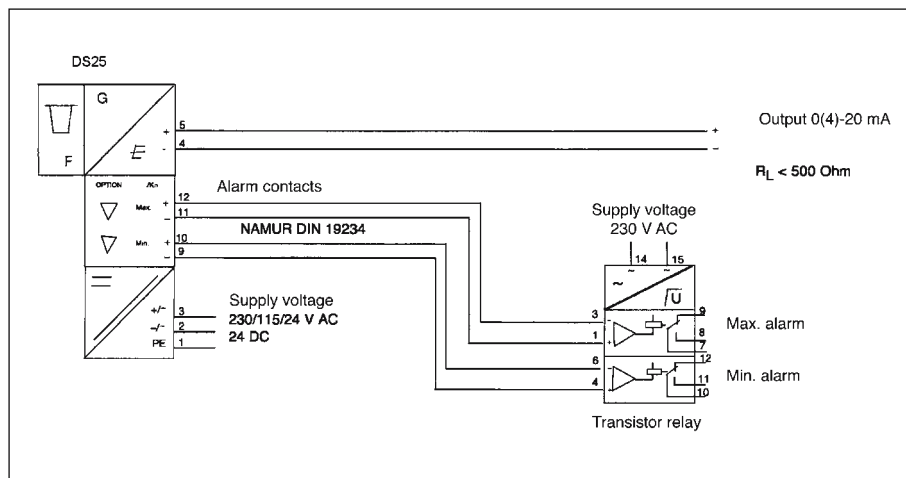 DS25
G
F
E
+ 5
- 4
Output 0(4)-20 mA
+
–
R_L < 500 Ohm
OPTION /Kn
Max. + 12
– 11
Min. + 10
– 9
Alarm contacts
NAMUR DIN 19234
Supply voltage
230 V AC
~ 14 ~ 15
~
U
+/~ 3
–/~ 2
PE 1
Supply voltage
230/115/24 V AC
24 DC
3 –
1 +
9
8
7
Max. alarm
6 –
4 +
12
11
10
Min. alarm
Transistor relay